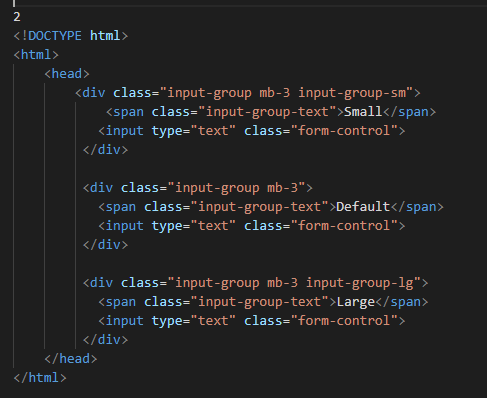 2
<!DOCTYPE html>
<html>
<head>
<div class="input-group mb-3 input-group-sm">
<span class="input-group-text">Small</span>
<input type="text" class="form-control">
</div>
<div class="input-group mb-3">
<span class="input-group-text">Default</span>
<input type="text" class="form-control">
</div>
<div class="input-group mb-3 input-group-lg">
<span class="input-group-text">Large</span>
<input type="text" class="form-control">
</div>
</head>
</html>